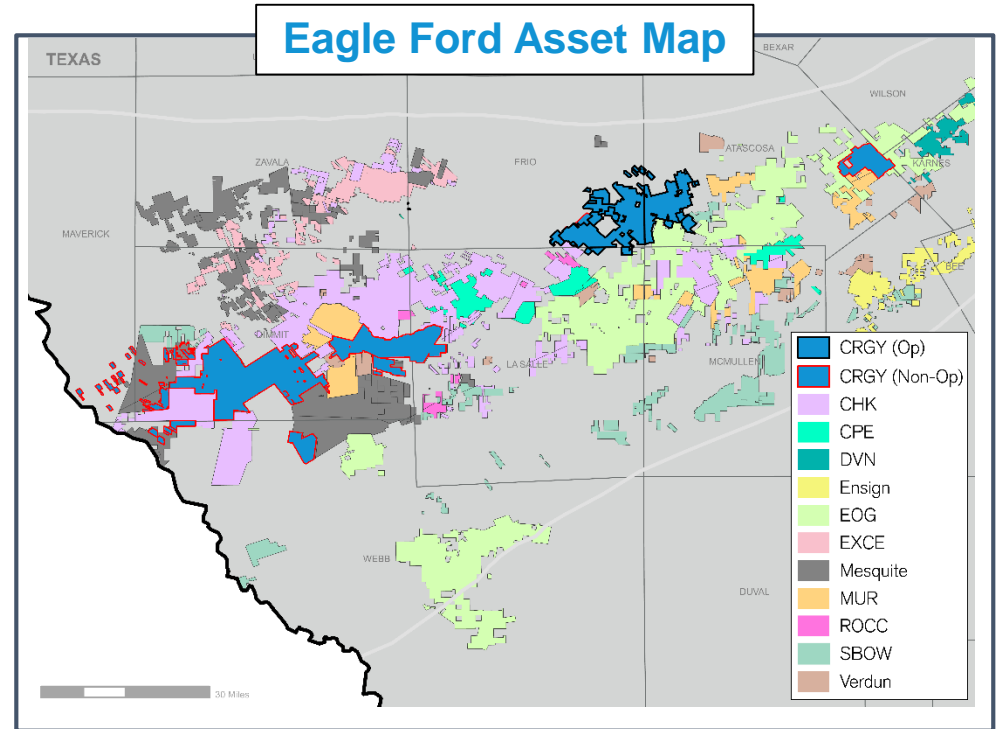 Eagle Ford Asset Map
TEXAS
BEXAR
WILSON
ZAVALA
FRIO
ATASCOSA
KARNES
MAVERICK
BEE
DIMMIT
LA SALLE
MCMULLEN
WEBB
DUVAL
30 Miles
CRGY (Op)
CRGY (Non-Op)
CHK
CPE
DVN
Ensign
EOG
EXCE
Mesquite
MUR
ROCC
SBOW
Verdun